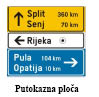 Split 360 km
Senj 70 km
Rijeka
Pula 104 km
Opatija 10 km
Putokazna ploča